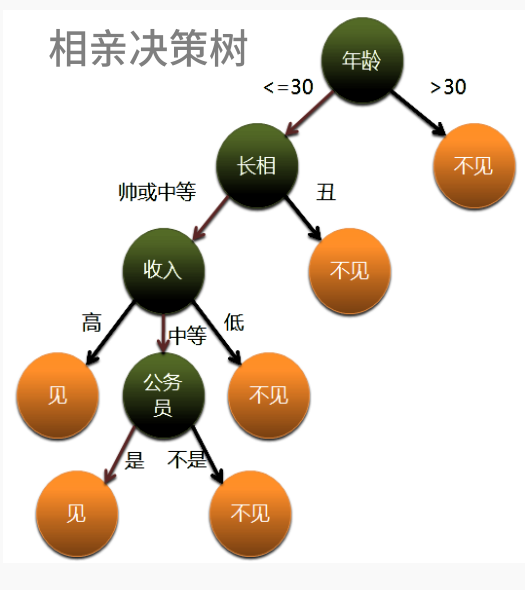 相亲决策树
年龄
<=30
>30
长相
不见
帅或中等
丑
收入
不见
高
中等
低
见
公务
员
不见
是
不是
见
不见